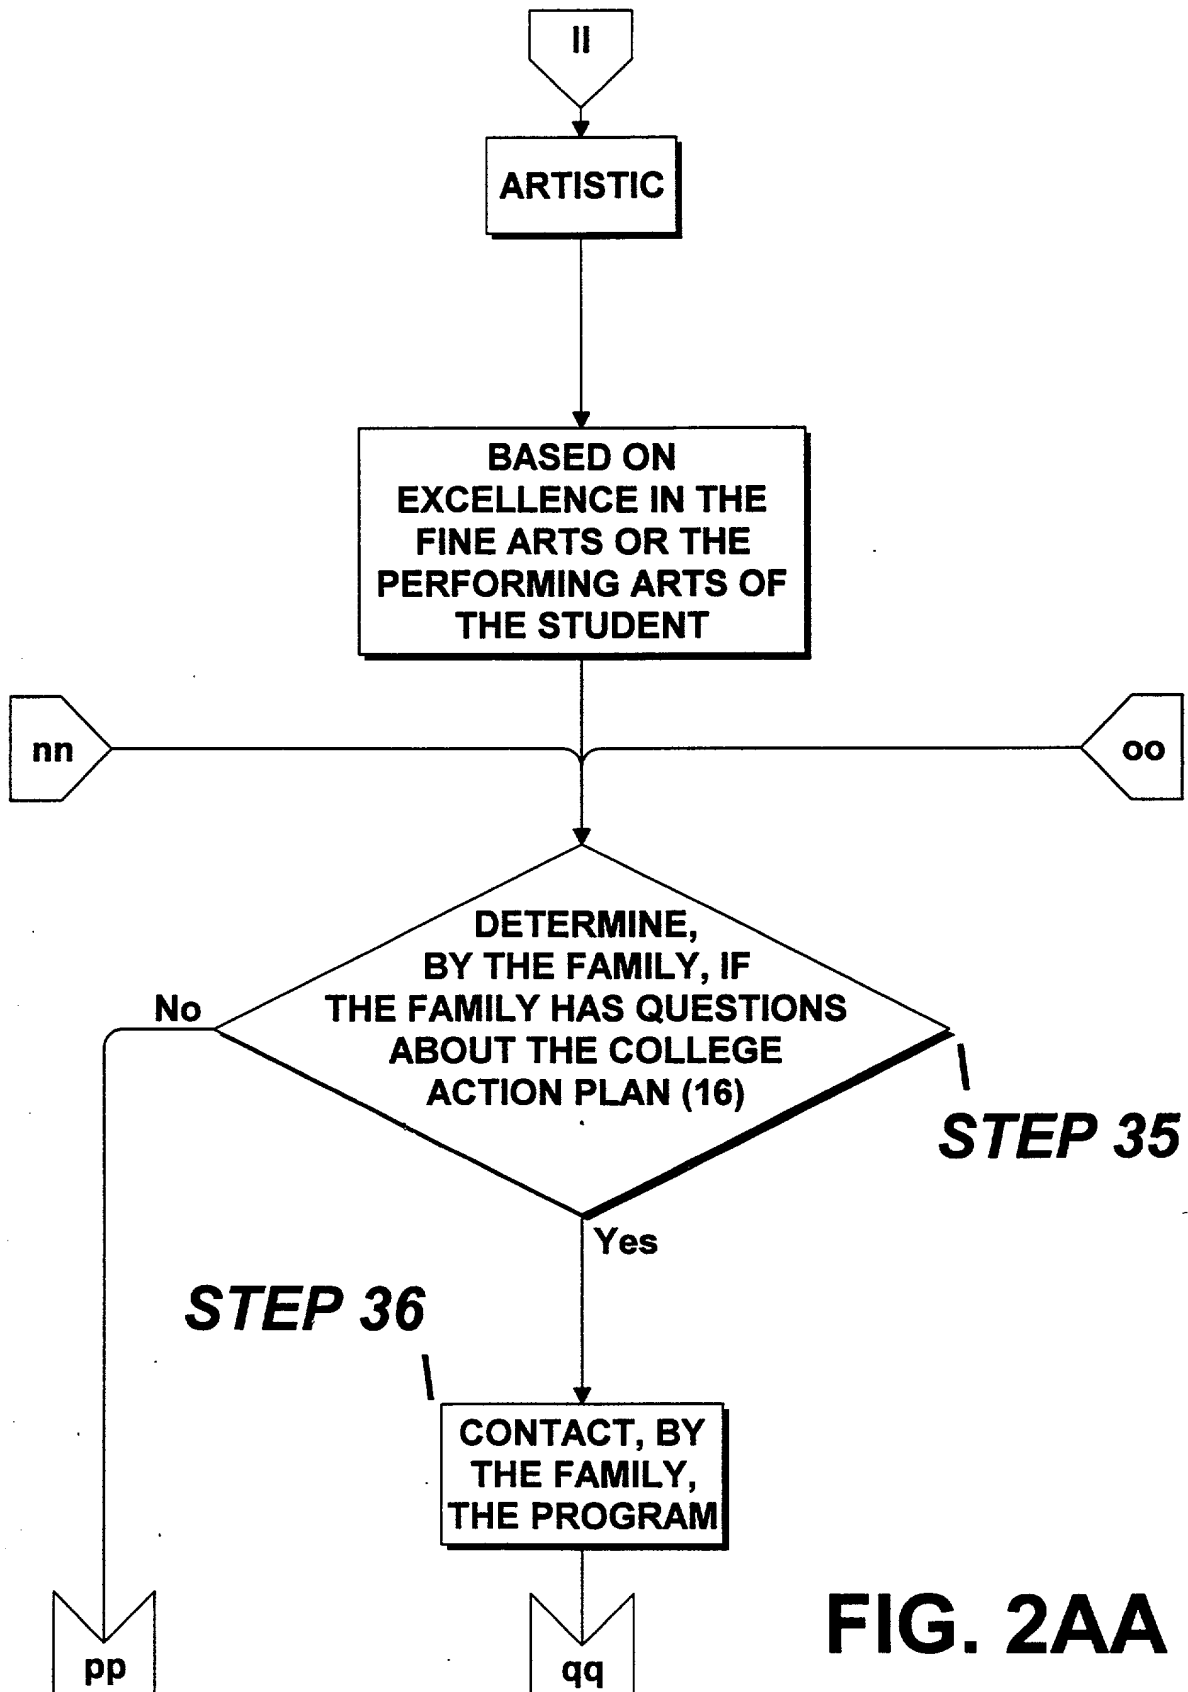 ll
ARTISTIC
BASED ON
EXCELLENCE IN THE
FINE ARTS OR THE
PERFORMING ARTS OF
THE STUDENT
nn
oo
DETERMINE,
BY THE FAMILY, IF
THE FAMILY HAS QUESTIONS
ABOUT THE COLLEGE
ACTION PLAN (16)
No
STEP 35
Yes
STEP 36
CONTACT, BY
THE FAMILY,
THE PROGRAM
pp
qq
FIG. 2AA